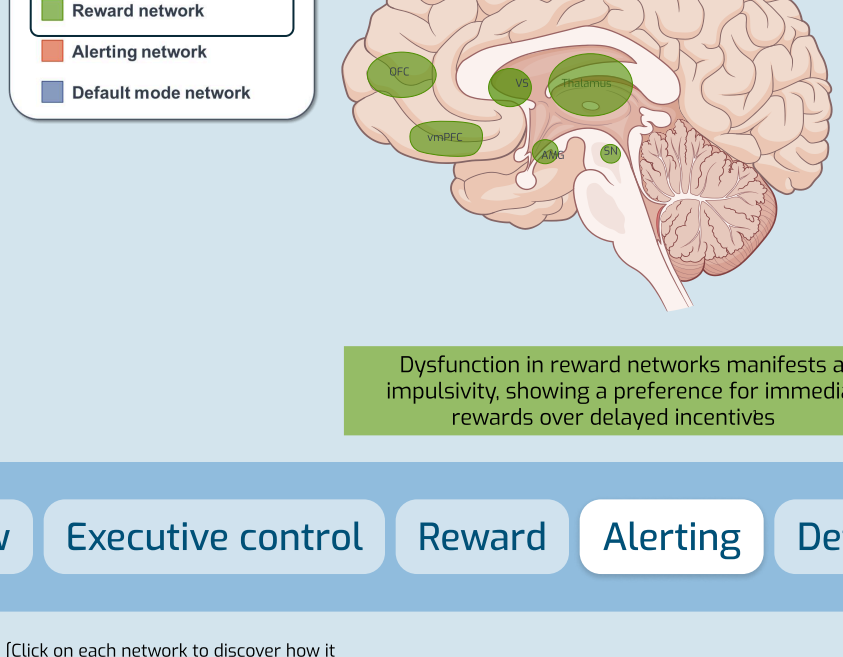 Reward network
Alerting network
Default mode network
OFC
VS
Thalamus
vmPFC
AMG
SN
Dysfunction in reward networks manifests a
impulsivity, showing a preference for immedia
rewards over delayed incentives
Executive control
Reward
Alerting
De
[Click on each network to discover how it